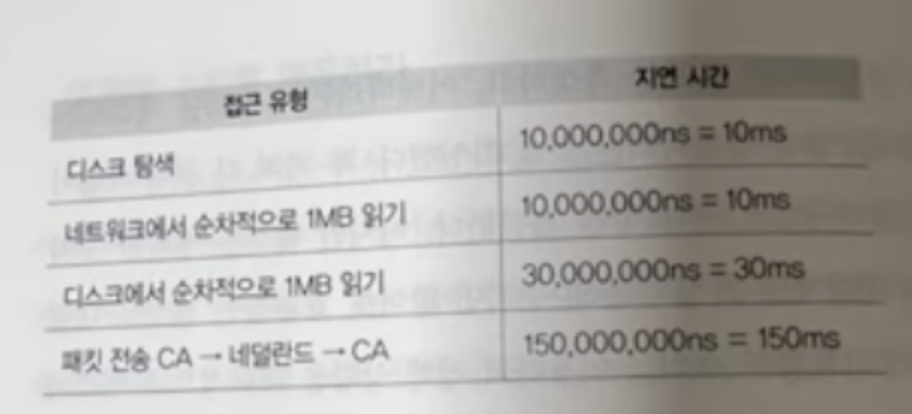 접근 유형 지연 시간
디스크 탐색 10,000,000ns = 10ms
네트워크에서 순차적으로 1MB 읽기 10,000,000ns = 10ms
디스크에서 순차적으로 1MB 읽기 30,000,000ns = 30ms
패킷 전송 CA → 네덜란드 → CA 150,000,000ns = 150ms